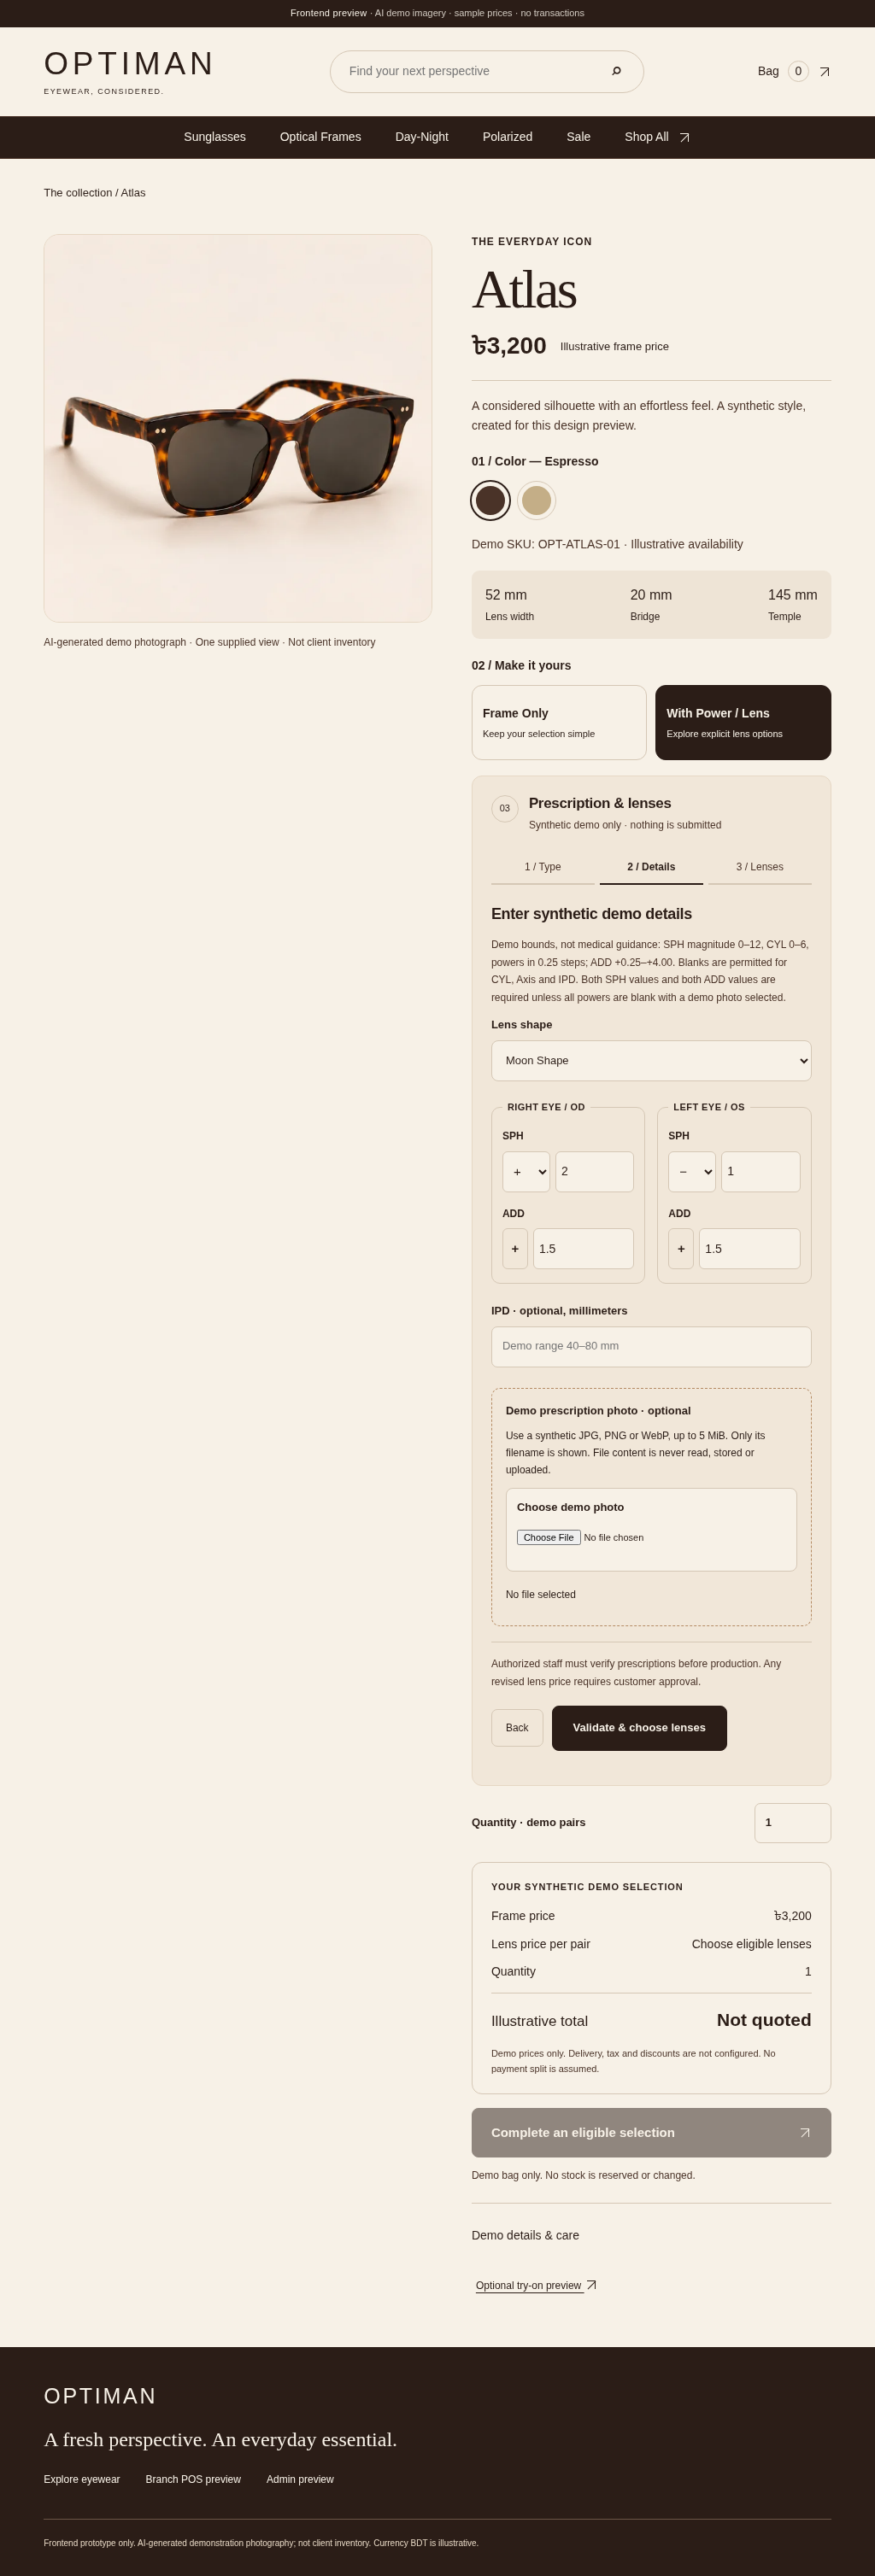 Frontend preview · AI demo imagery · sample prices · no transactions
OPTIMAN
EYEWEAR, CONSIDERED.
Find your next perspective
Bag 0
Sunglasses Optical Frames Day-Night Polarized Sale Shop All
The collection / Atlas
AI-generated demo photograph · One supplied view · Not client inventory
THE EVERYDAY ICON
Atlas
৳3,200 Illustrative frame price
A considered silhouette with an effortless feel. A synthetic style,
created for this design preview.
01 / Color — Espresso
Demo SKU: OPT-ATLAS-01 · Illustrative availability
52 mm 20 mm 145 mm
Lens width Bridge Temple
02 / Make it yours
Frame Only With Power / Lens
Keep your selection simple Explore explicit lens options
03 Prescription & lenses
Synthetic demo only · nothing is submitted
1 / Type 2 / Details 3 / Lenses
Enter synthetic demo details
Demo bounds, not medical guidance: SPH magnitude 0–12, CYL 0–6,
powers in 0.25 steps; ADD +0.25–+4.00. Blanks are permitted for
CYL, Axis and IPD. Both SPH values and both ADD values are
required unless all powers are blank with a demo photo selected.
Lens shape
Moon Shape
RIGHT EYE / OD LEFT EYE / OS
SPH SPH
+ 2 − 1
ADD ADD
+ 1.5 + 1.5
IPD · optional, millimeters
Demo range 40–80 mm
Demo prescription photo · optional
Use a synthetic JPG, PNG or WebP, up to 5 MiB. Only its
filename is shown. File content is never read, stored or
uploaded.
Choose demo photo
Choose File No file chosen
No file selected
Authorized staff must verify prescriptions before production. Any
revised lens price requires customer approval.
Back Validate & choose lenses
Quantity · demo pairs 1
YOUR SYNTHETIC DEMO SELECTION
Frame price ৳3,200
Lens price per pair Choose eligible lenses
Quantity 1
Illustrative total Not quoted
Demo prices only. Delivery, tax and discounts are not configured. No
payment split is assumed.
Complete an eligible selection
Demo bag only. No stock is reserved or changed.
Demo details & care
Optional try-on preview
OPTIMAN
A fresh perspective. An everyday essential.
Explore eyewear Branch POS preview Admin preview
Frontend prototype only. AI-generated demonstration photography; not client inventory. Currency BDT is illustrative.